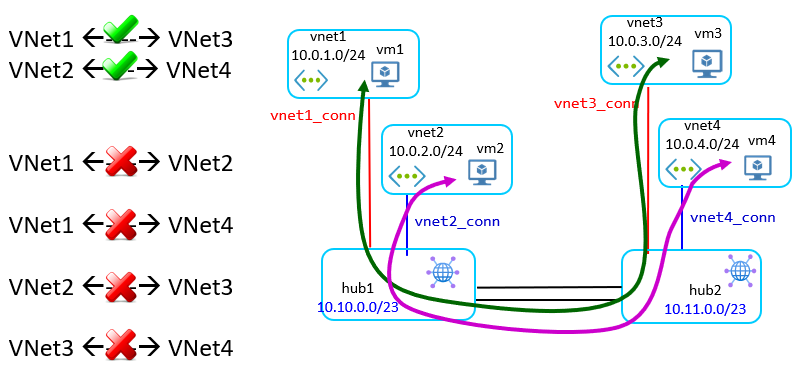 VNet1 VNet3
VNet2 VNet4
VNet1 VNet2
VNet1 VNet4
VNet2 VNet3
VNet3 VNet4
vnet1
10.0.1.0/24
vm1
vnet1_conn
vnet2
10.0.2.0/24
vm2
vnet2_conn
vnet3
10.0.3.0/24
vm3
vnet3_conn
vnet4
10.0.4.0/24
vm4
vnet4_conn
hub1
10.10.0.0/23
hub2
10.11.0.0/23